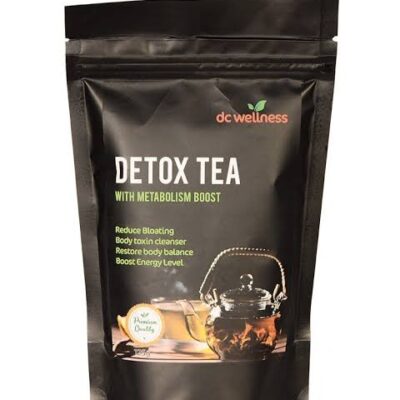 dc wellness
DETOX TEA
WITH METABOLISM BOOST
Reduce Bloating
Body toxin cleanser
Restore body balance
Boost Energy Level
Premium
Quality